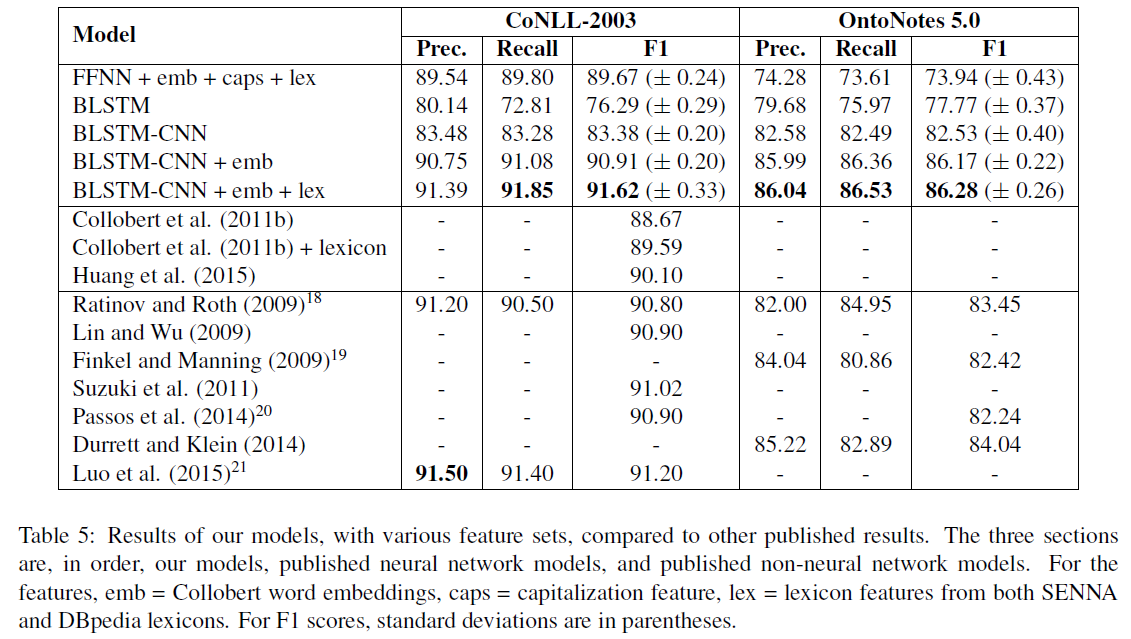 Model CoNLL-2003 OntoNotes 5.0
Prec. Recall F1 Prec. Recall F1
FFNN + emb + caps + lex 89.54 89.80 89.67 (± 0.24) 74.28 73.61 73.94 (± 0.43)
BLSTM 80.14 72.81 76.29 (± 0.29) 79.68 75.97 77.77 (± 0.37)
BLSTM-CNN 83.48 83.28 83.38 (± 0.20) 82.58 82.49 82.53 (± 0.40)
BLSTM-CNN + emb 90.75 91.08 90.91 (± 0.20) 85.99 86.36 86.17 (± 0.22)
BLSTM-CNN + emb + lex 91.39 91.85 91.62 (± 0.33) 86.04 86.53 86.28 (± 0.26)
Collobert et al. (2011b) - - 88.67 - - -
Collobert et al. (2011b) + lexicon - - 89.59 - - -
Huang et al. (2015) - - 90.10 - - -
Ratinov and Roth (2009)18 91.20 90.50 90.80 82.00 84.95 83.45
Lin and Wu (2009) - - 90.90 - - -
Finkel and Manning (2009)19 - - - 84.04 80.86 82.42
Suzuki et al. (2011) - - 91.02 - - -
Passos et al. (2014)20 - - 90.90 - - 82.24
Durrett and Klein (2014) - - - 85.22 82.89 84.04
Luo et al. (2015)21 91.50 91.40 91.20 - - -
Table 5: Results of our models, with various feature sets, compared to other published results. The three sections
are, in order, our models, published neural network models, and published non-neural network models. For the
features, emb = Collobert word embeddings, caps = capitalization feature, lex = lexicon features from both SENNA
and DBpedia lexicons. For F1 scores, standard deviations are in parentheses.